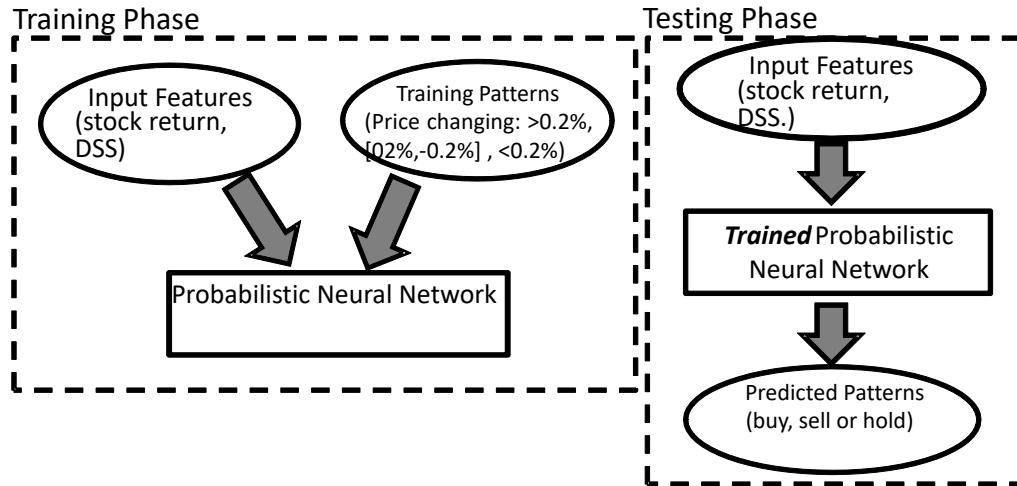 Training Phase
Input Features
(stock return,
DSS)
Training Patterns
(Price changing: >0.2%,
[02%,-0.2%] , <0.2%)
Probabilistic Neural Network
Testing Phase
Input Features
(stock return,
DSS.)
Trained Probabilistic
Neural Network
Predicted Patterns
(buy, sell or hold)